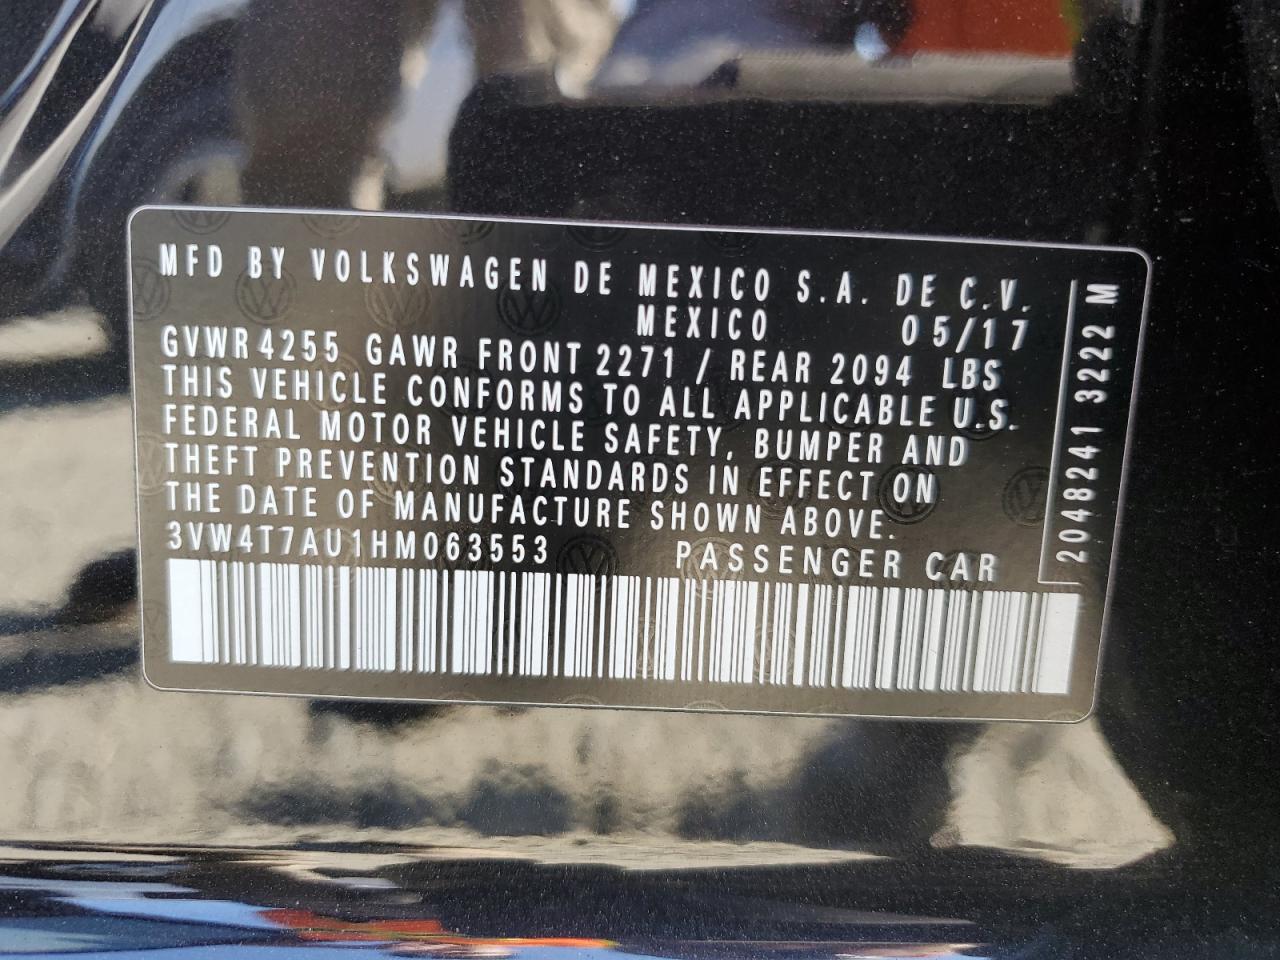 MFD BY VOLKSWAGEN DE MEXICO S.A. DE C.V.
MEXICO 05/17
GVWR 4255 GAWR FRONT 2271 / REAR 2094 LBS
THIS VEHICLE CONFORMS TO ALL APPLICABLE U.S.
FEDERAL MOTOR VEHICLE SAFETY, BUMPER AND
THEFT PREVENTION STANDARDS IN EFFECT ON
THE DATE OF MANUFACTURE SHOWN ABOVE.
3VW4T7AU1HM063553 PASSENGER CAR
2048241 3222 M